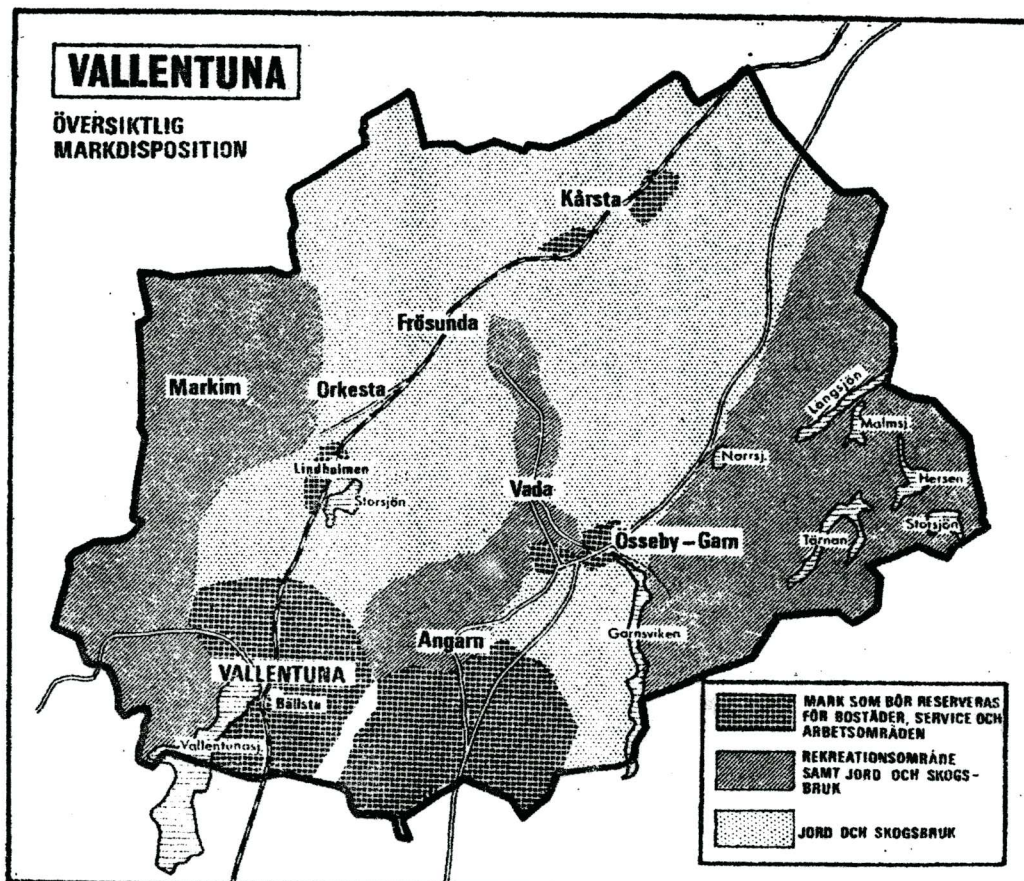 VALLENTUNA
ÖVERSIKTLIG
MARKDISPOSITION
Kårsta
Frösunda
Markim
Orkesta
Långsjön
Malmsj.
Lindholmen
Norrsj.
Storsjön
Hersen
Vada
Össeby-Garn
Tärnan
Storsjön
Angarn
Garnsviken
VALLENTUNA
Bällsta
Vallentunasj.
MARK SOM BÖR RESERVERAS
FÖR BOSTÄDER, SERVICE OCH
ARBETSOMRÅDEN
REKREATIONSOMRÅDE
SAMT JORD OCH SKOGS-
BRUK
JORD OCH SKOGSBRUK